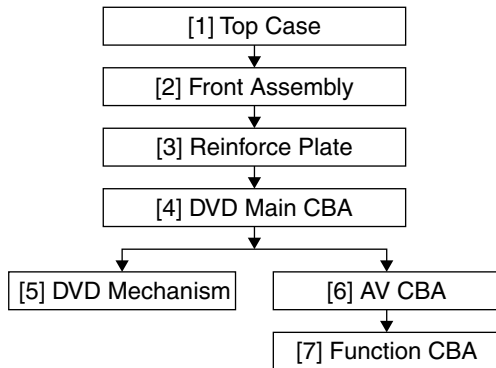 [1] Top Case
[2] Front Assembly
[3] Reinforce Plate
[4] DVD Main CBA
[5] DVD Mechanism
[6] AV CBA
[7] Function CBA